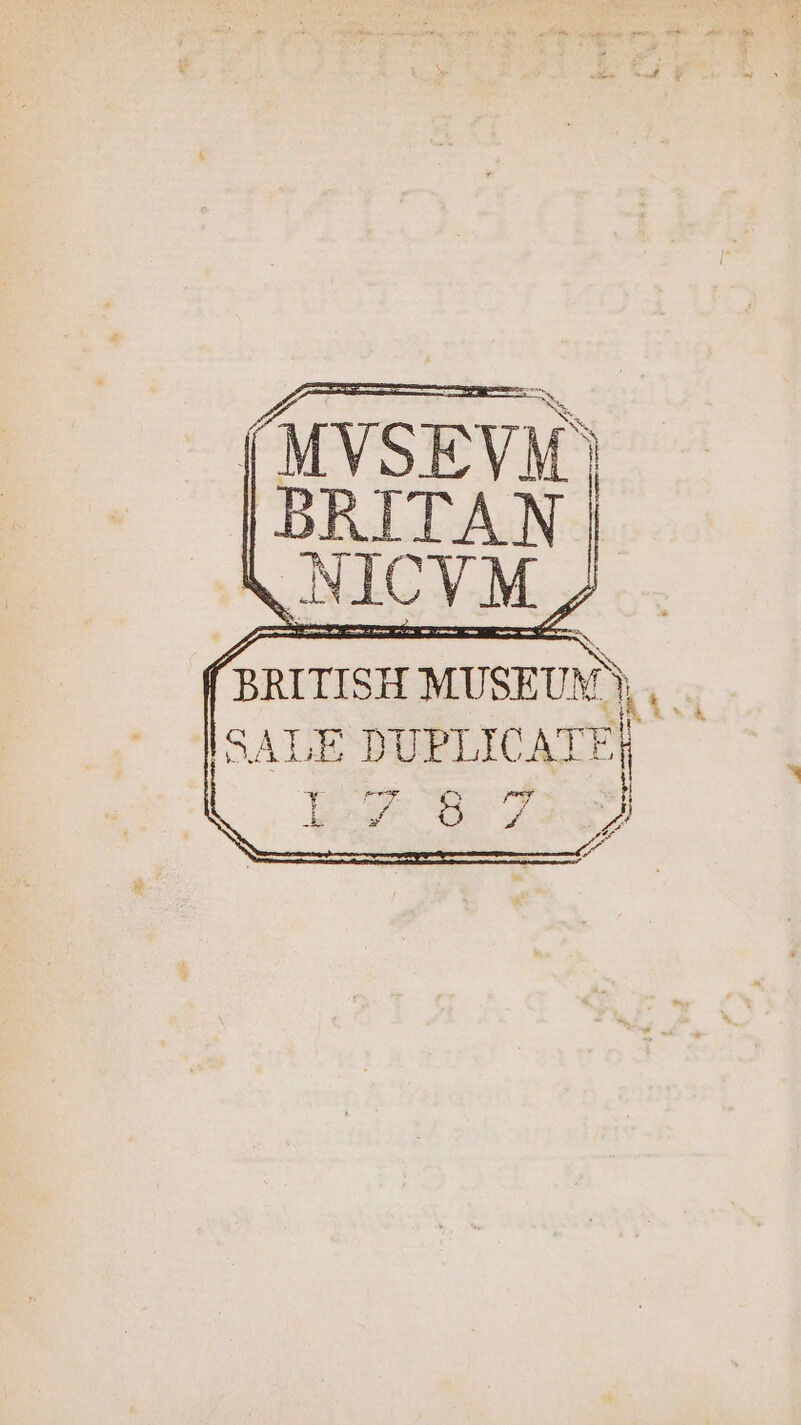 MVSEVM
BRITAN
NICVM
BRITISH MUSEUM
SALE DUPLICATE
1787